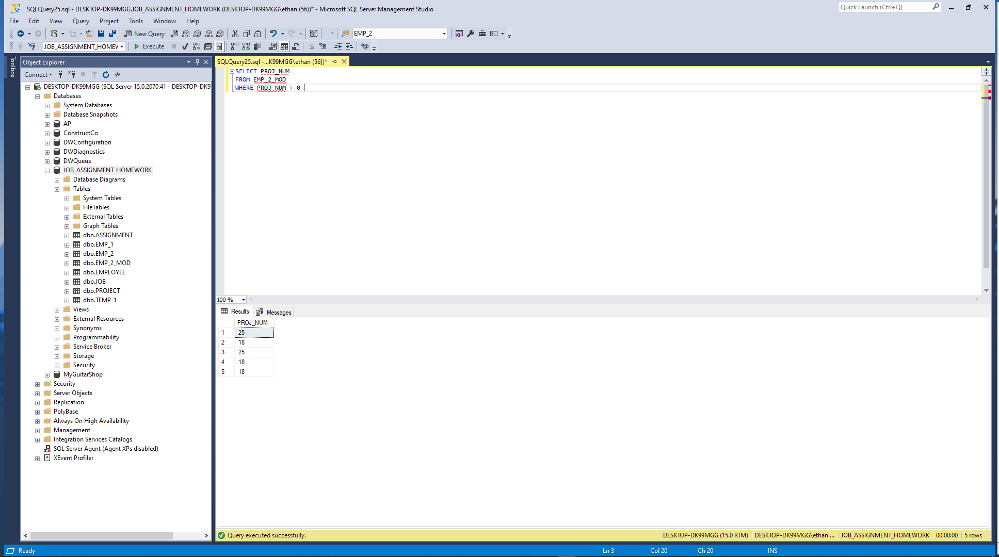 SQLQuery25.sql - DESKTOP-DK99MGG.JOB_ASSIGNMENT_HOMEWORK (DESKTOP-DK99MGG\ethan (56))* - Microsoft SQL Server Management Studio
Quick Launch (Ctrl+Q)
File Edit View Query Project Tools Window Help
New Query MDX DMX XMLA DAX EMP_2
JOB_ASSIGNMENT_HOMEV Execute
Toolbox
Object Explorer
Connect
DESKTOP-DK99MGG (SQL Server 15.0.2070.41 - DESKTOP-DK9
Databases
System Databases
Database Snapshots
AP
ConstructCo
DWConfiguration
DWDiagnostics
DWQueue
JOB_ASSIGNMENT_HOMEWORK
Database Diagrams
Tables
System Tables
FileTables
External Tables
Graph Tables
dbo.ASSIGNMENT
dbo.EMP_1
dbo.EMP_2
dbo.EMP_2_MOD
dbo.EMPLOYEE
dbo.JOB
dbo.PROJECT
dbo.TEMP_1
Views
External Resources
Synonyms
Programmability
Service Broker
Storage
Security
MyGuitarShop
Security
Server Objects
Replication
PolyBase
Always On High Availability
Management
Integration Services Catalogs
SQL Server Agent (Agent XPs disabled)
XEvent Profiler
SQLQuery25.sql -...K99MGG\ethan (56))*
SELECT PROJ_NUM
FROM EMP_2_MOD
WHERE PROJ_NUM > 0
100 %
Results Messages
PROJ_NUM
1 25
2 18
3 25
4 18
5 18
Query executed successfully. DESKTOP-DK99MGG (15.0 RTM) DESKTOP-DK99MGG\ethan ... JOB_ASSIGNMENT_HOMEWORK 00:00:00 5 rows
Ready Ln 3 Col 20 Ch 20 INS